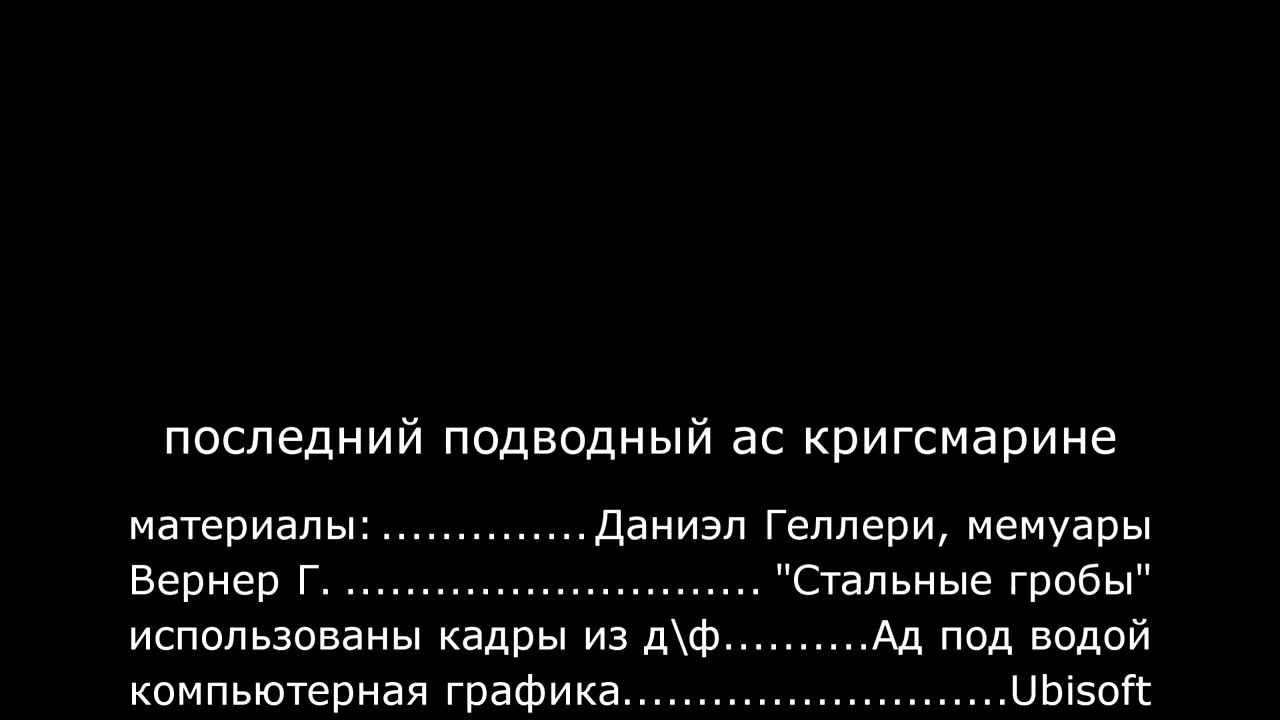 последний подводный ас кригсмарине
материалы: .............. Даниэл Геллери, мемуары
Вернер Г. ............................ "Стальные гробы"
использованы кадры из д\ф..........Ад под водой
компьютерная графика..........................Ubisoft